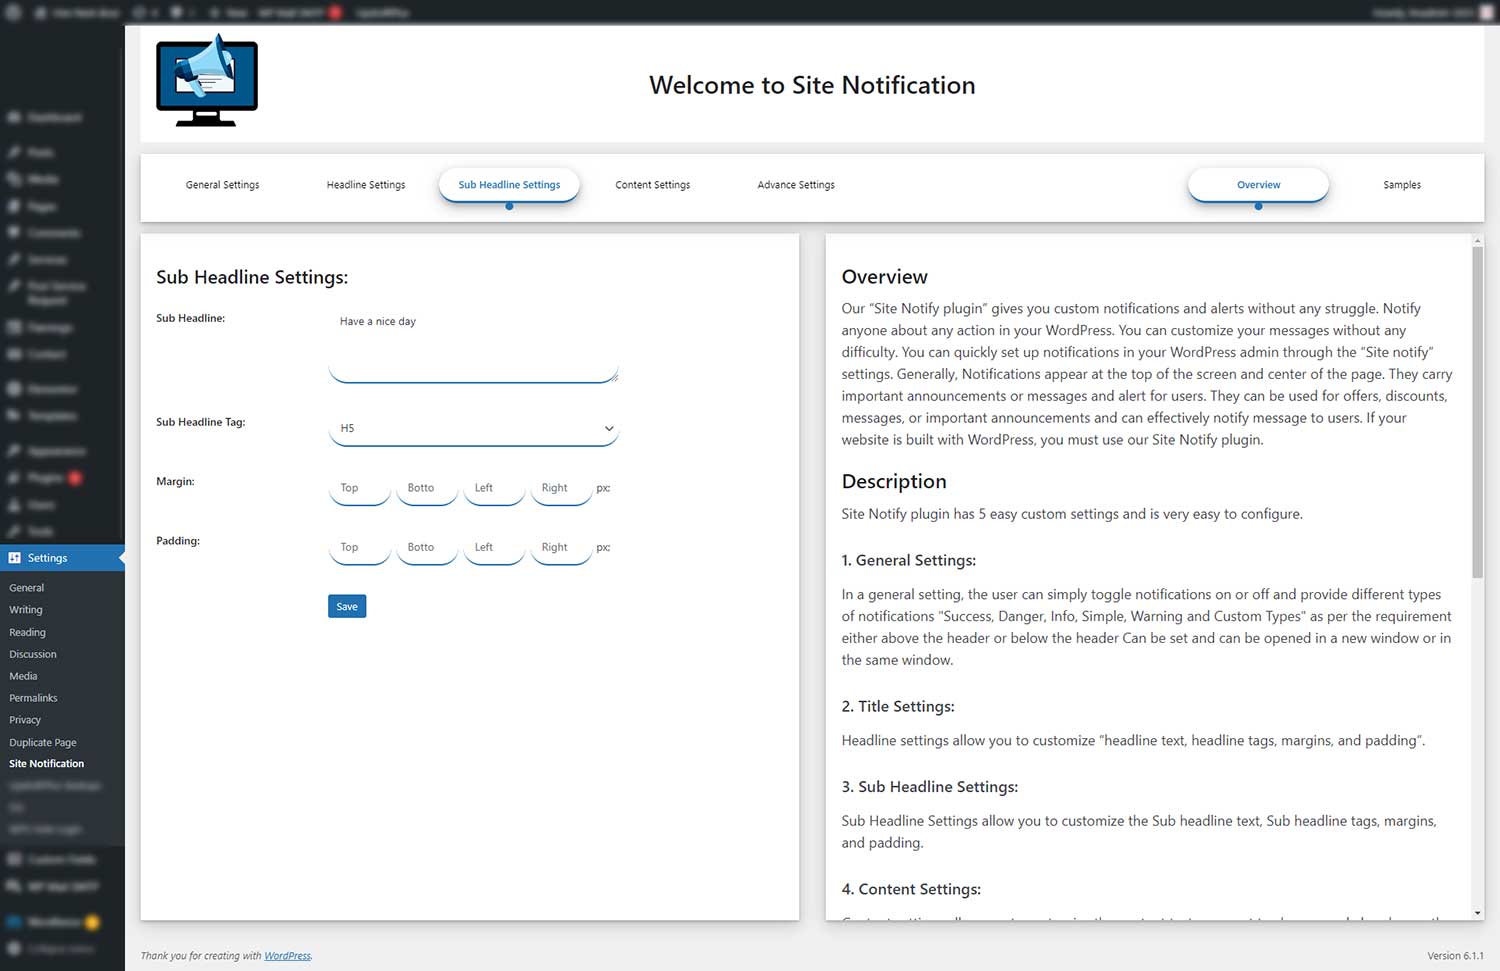 Welcome to Site Notification
General Settings
Headline Settings
Sub Headline Settings
Content Settings
Advance Settings
Overview
Samples
Settings
General
Writing
Reading
Discussion
Media
Permalinks
Privacy
Duplicate Page
Site Notification
Sub Headline Settings:
Sub Headline:
Have a nice day
Sub Headline Tag:
H5
Margin:
Top
Botto
Left
Right
px:
Padding:
Top
Botto
Left
Right
px:
Save
Overview
Our “Site Notify plugin” gives you custom notifications and alerts without any struggle. Notify
anyone about any action in your WordPress. You can customize your messages without any
difficulty. You can quickly set up notifications in your WordPress admin through the “Site notify”
settings. Generally, Notifications appear at the top of the screen and center of the page. They carry
important announcements or messages and alert for users. They can be used for offers, discounts,
messages, or important announcements and can effectively notify message to users. If your
website is built with WordPress, you must use our Site Notify plugin.
Description
Site Notify plugin has 5 easy custom settings and is very easy to configure.
1. General Settings:
In a general setting, the user can simply toggle notifications on or off and provide different types
of notifications "Success, Danger, Info, Simple, Warning and Custom Types" as per the requirement
either above the header or below the header Can be set and can be opened in a new window or in
the same window.
2. Title Settings:
Headline settings allow you to customize “headline text, headline tags, margins, and padding”.
3. Sub Headline Settings:
Sub Headline Settings allow you to customize the Sub headline text, Sub headline tags, margins,
and padding.
4. Content Settings:
Thank you for creating with WordPress.
Version 6.1.1